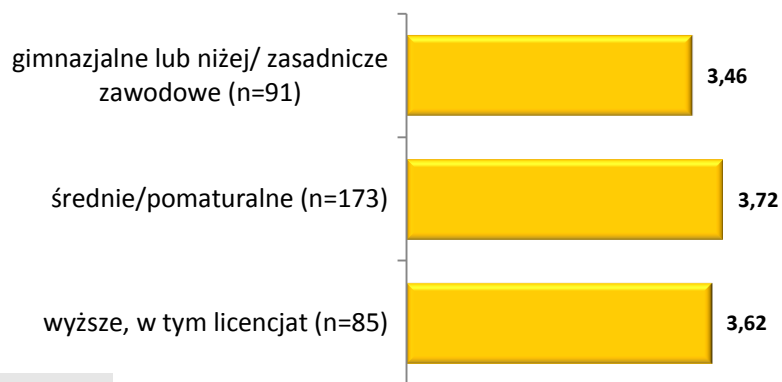 gimnazjalne lub niżej/ zasadnicze
zawodowe (n=91)
3,46
średnie/pomaturalne (n=173)
3,72
wyższe, w tym licencjat (n=85)
3,62